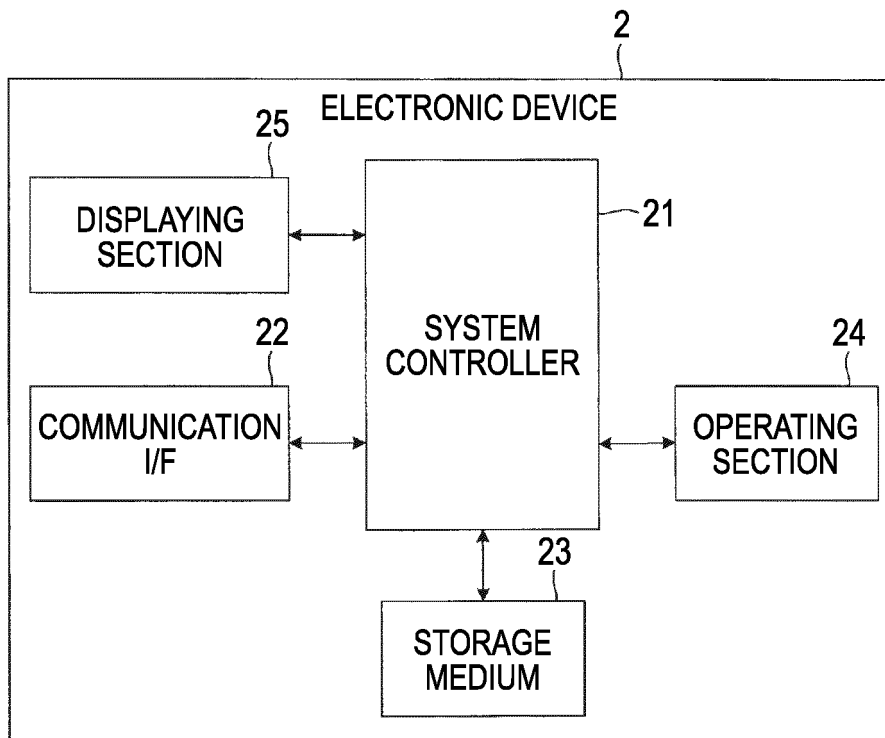 2
ELECTRONIC DEVICE
25
DISPLAYING
SECTION
21
SYSTEM
CONTROLLER
22
COMMUNICATION
I/F
24
OPERATING
SECTION
23
STORAGE
MEDIUM